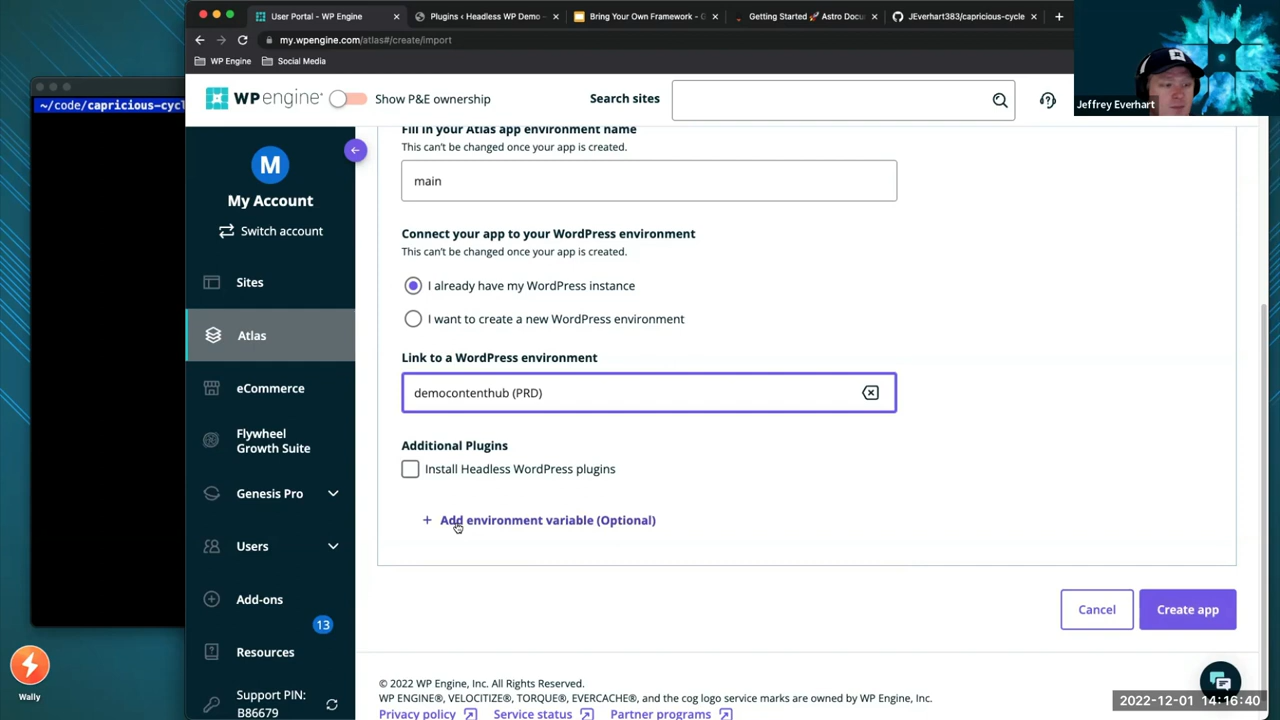 User Portal - WP Engine
Plugins ‹ Headless WP Demo -
Bring Your Own Framework - G
Getting Started 🚀 Astro Docu
JEverhart383/capricious-cycle
my.wpengine.com/atlas#/create/import
WP Engine
Social Media
~/code/capricious-cycl
WP engine®
Show P&E ownership
Search sites
Jeffrey Everhart
M
My Account
Switch account
Sites
Atlas
eCommerce
Flywheel
Growth Suite
Genesis Pro
Users
Add-ons
13
Resources
Support PIN:
B86679
Fill in your Atlas app environment name
This can't be changed once your app is created.
main
Connect your app to your WordPress environment
This can't be changed once your app is created.
I already have my WordPress instance
I want to create a new WordPress environment
Link to a WordPress environment
democontenthub (PRD)
Additional Plugins
Install Headless WordPress plugins
+ Add environment variable (Optional)
Cancel
Create app
© 2022 WP Engine, Inc. All Rights Reserved.
WP ENGINE®, VELOCITIZE®, TORQUE®, EVERCACHE®, and the cog logo service marks are owned by WP Engine, Inc.
Privacy policy
Service status
Partner programs
Wally
2022-12-01 14:16:40